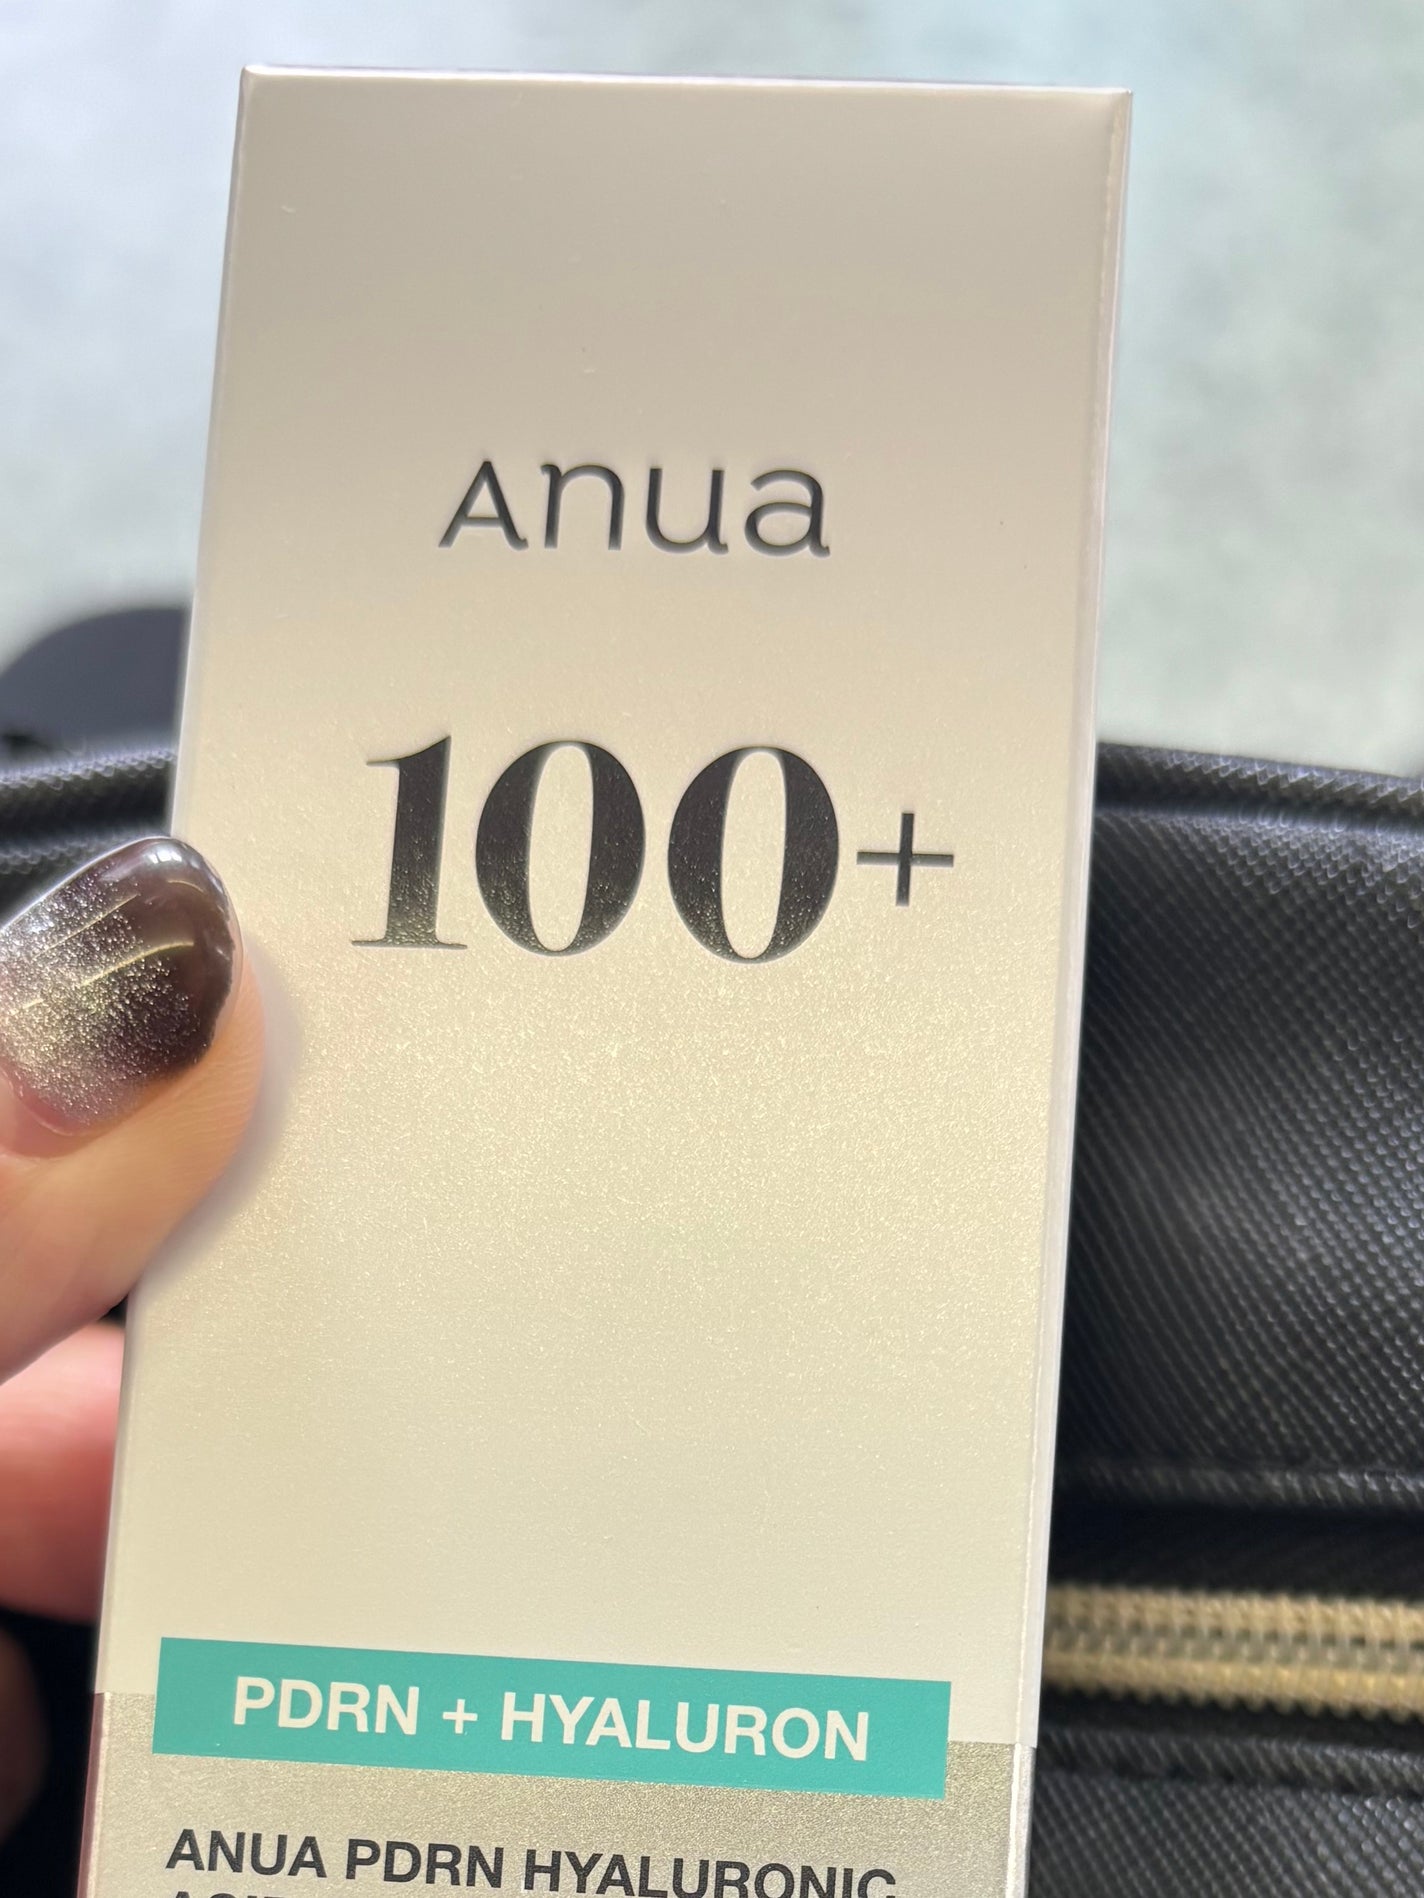 Anua
100+
PDRN + HYALURON
ANUA PDRN HYALURONIC